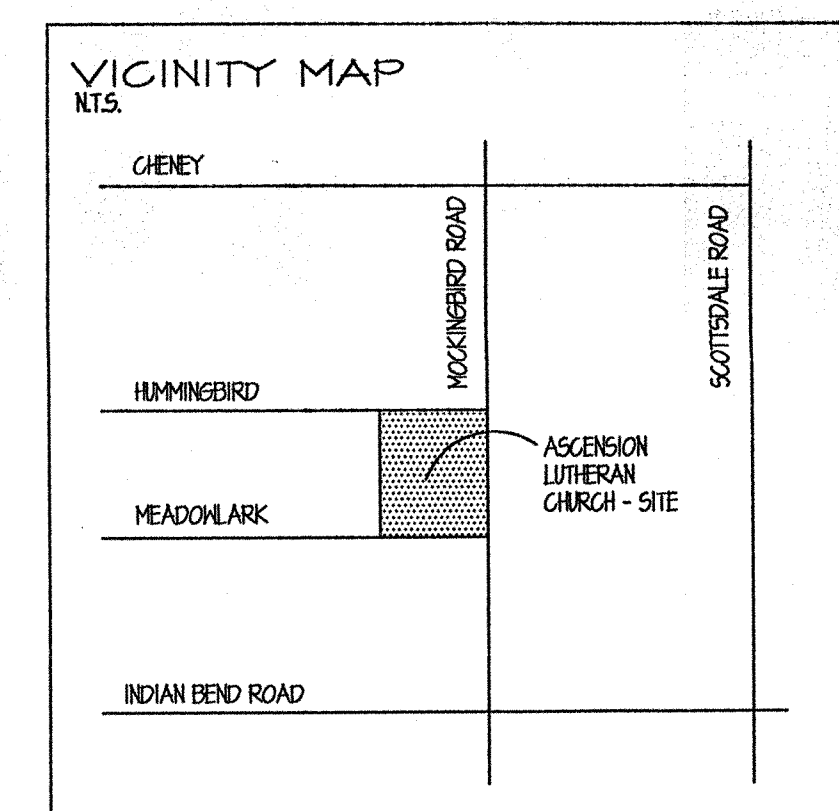 VICINITY MAP
N.T.S.
CHENEY
MOCKINGBIRD ROAD
SCOTTSDALE ROAD
HUMMINGBIRD
ASCENSION
LUTHERAN
CHURCH - SITE
MEADOWLARK
INDIAN BEND ROAD